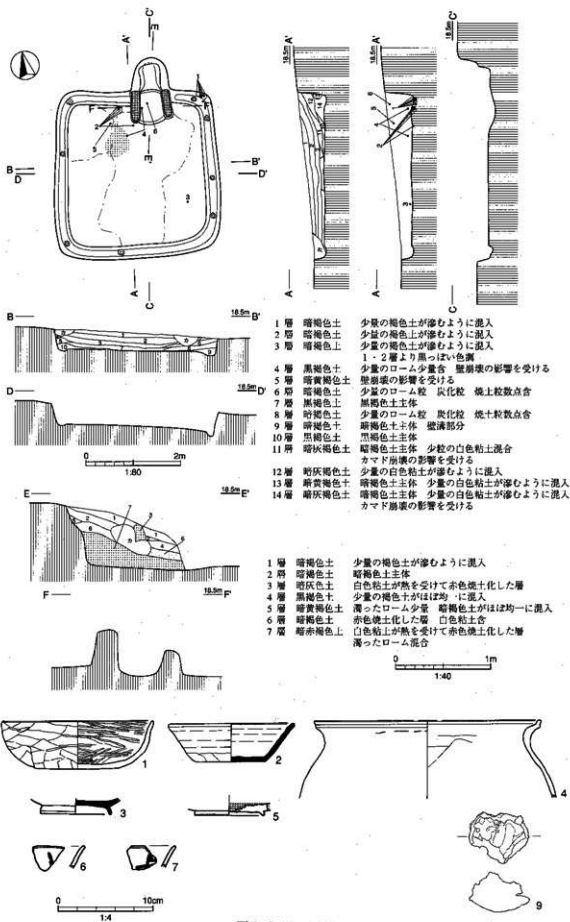 C'
E
A'
F
E
B
D
B'
D'
A
C
18.5m
A'
A
18.5m
A'
A
18.5m
C'
C
B
18.5m
B'
D
18.5m
D'
0
2m
1:60
1層 暗褐色土 少量の褐色土が滲むように混入
2層 暗褐色土 少量の褐色土が滲むように混入
3層 暗褐色土 少量の褐色土が滲むように混入
1・2層より黒っぽい色調
4層 黒褐色土 少量のローム少量含 壁崩壊の影響を受ける
5層 暗黄褐色土 壁崩壊の影響を受ける
6層 暗褐色土 少量のローム粒 炭化粒 焼土粒数点含
7層 黒褐色土 黒褐色土主体
8層 暗褐色土 少量のローム粒 炭化粒 焼土粒数点含
9層 暗褐色土 暗褐色土主体 壁溝部分
10層 黒褐色土 黒褐色土主体
11層 暗灰褐色土 暗褐色土主体 少粒の白色粘土混合
カマド崩壊の影響を受ける
12層 暗灰褐色土 少量の白色粘土が滲むように混入
13層 暗黄褐色土 暗褐色土主体 少量の白色粘土が滲むように混入
14層 暗灰褐色土 暗褐色土主体 少量の白色粘土が滲むように混入
カマド崩壊の影響を受ける
E
18.5m
E'
F
18.5m
F'
1層 暗褐色土 少量の褐色土が滲むように混入
2層 暗褐色土 暗褐色土主体
3層 暗灰色土 白色粘土が熱を受けて赤色焼土化した層
4層 黒褐色土 少量の褐色土がほぼ均一に混入
5層 暗黄褐色土 濁ったローム少量 暗褐色土がほぼ均一に混入
6層 暗褐色土 赤色焼土化した層 白色粘土含
7層 暗赤褐色土 白色粘土が熱を受けて赤色焼土化した層
濁ったローム混合
0
1m
1:40
1
2
3
4
5
6
7
9
0
10cm
1:4